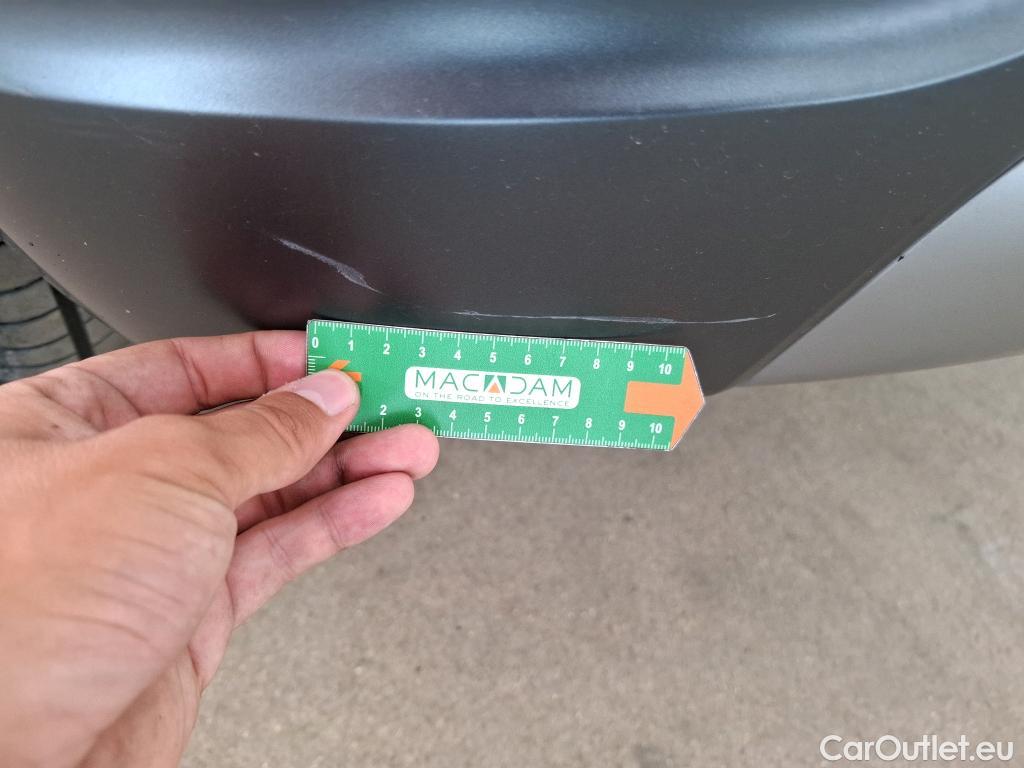 0 1 2 3 4 5 6 7 8 9 10
MACADAM
ON THE ROAD TO EXCELLENCE
2 3 4 5 6 7 8 9 10
CarOutlet.eu